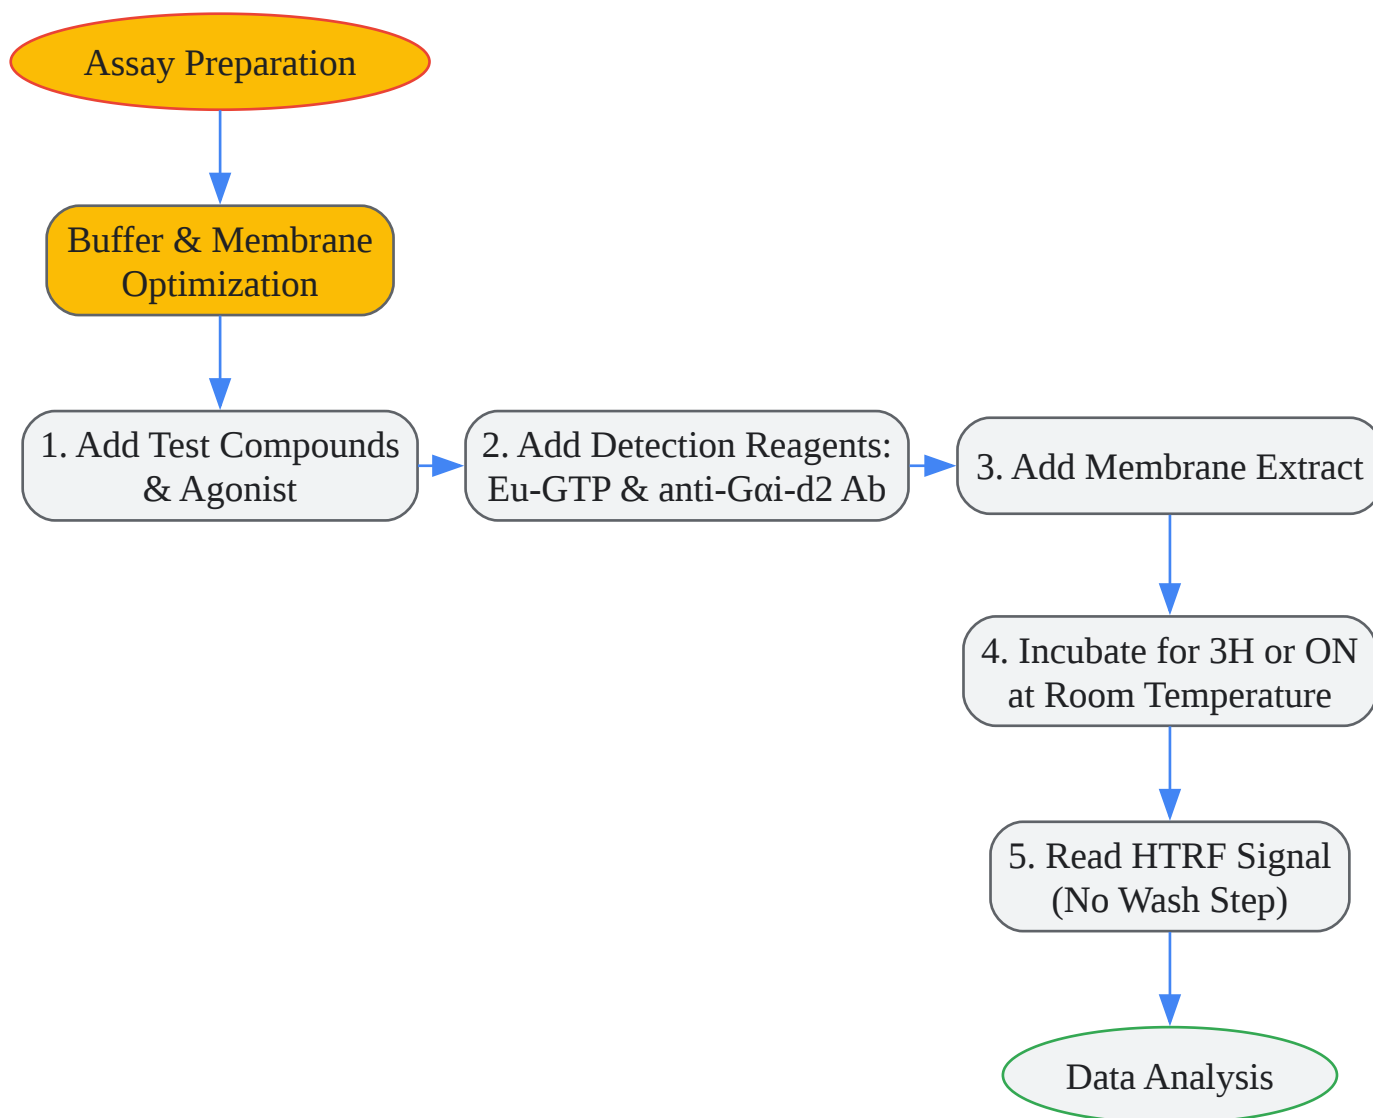 Assay Preparation
Buffer & Membrane
Optimization
1. Add Test Compounds
& Agonist
2. Add Detection Reagents:
Eu-GTP & anti-Gαi-d2 Ab
3. Add Membrane Extract
4. Incubate for 3H or ON
at Room Temperature
5. Read HTRF Signal
(No Wash Step)
Data Analysis